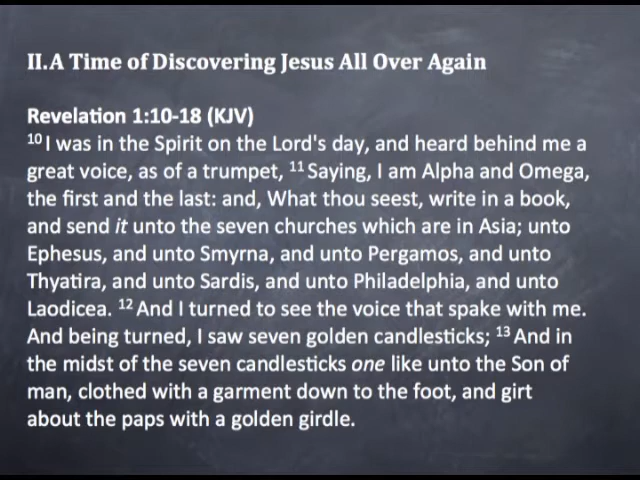 II.A Time of Discovering Jesus All Over Again
Revelation 1:10-18 (KJV)
10 I was in the Spirit on the Lord's day, and heard behind me a
great voice, as of a trumpet, 11 Saying, I am Alpha and Omega,
the first and the last: and, What thou seest, write in a book,
and send it unto the seven churches which are in Asia; unto
Ephesus, and unto Smyrna, and unto Pergamos, and unto
Thyatira, and unto Sardis, and unto Philadelphia, and unto
Laodicea. 12 And I turned to see the voice that spake with me.
And being turned, I saw seven golden candlesticks; 13 And in
the midst of the seven candlesticks one like unto the Son of
man, clothed with a garment down to the foot, and girt
about the paps with a golden girdle.